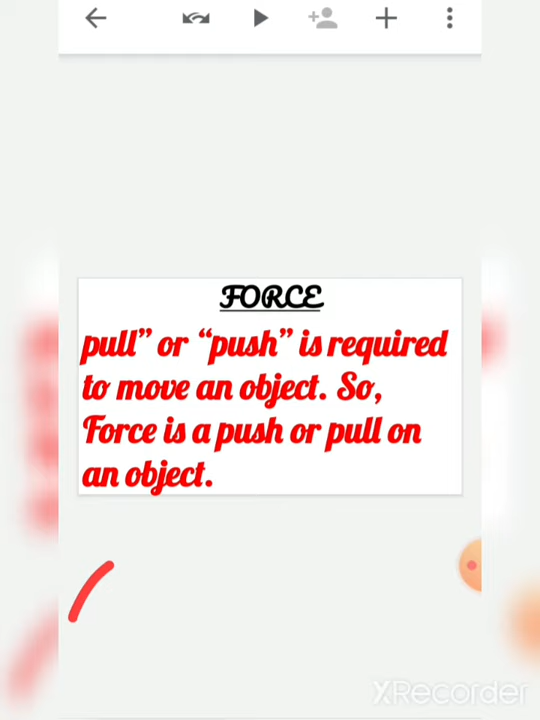 FORCE
pull” or “push” is required
to move an object. So,
Force is a push or pull on
an object.
XRecorder